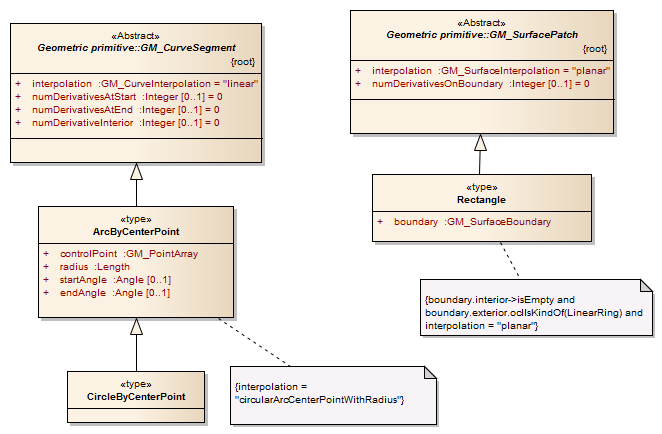 «Abstract»
Geometric primitive::GM_CurveSegment
{root}
+ interpolation :GM_CurveInterpolation = "linear"
+ numDerivativesAtStart :Integer [0..1] = 0
+ numDerivativesAtEnd :Integer [0..1] = 0
+ numDerivativeInterior :Integer [0..1] = 0
«Abstract»
Geometric primitive::GM_SurfacePatch
{root}
+ interpolation :GM_SurfaceInterpolation = "planar"
+ numDerivativesOnBoundary :Integer [0..1] = 0
«type»
ArcByCenterPoint
+ controlPoint :GM_PointArray
+ radius :Length
+ startAngle :Angle [0..1]
+ endAngle :Angle [0..1]
«type»
Rectangle
+ boundary :GM_SurfaceBoundary
{boundary.interior->isEmpty and
boundary.exterior.oclIsKindOf(LinearRing) and
interpolation = "planar"}
«type»
CircleByCenterPoint
{interpolation =
"circularArcCenterPointWithRadius"}